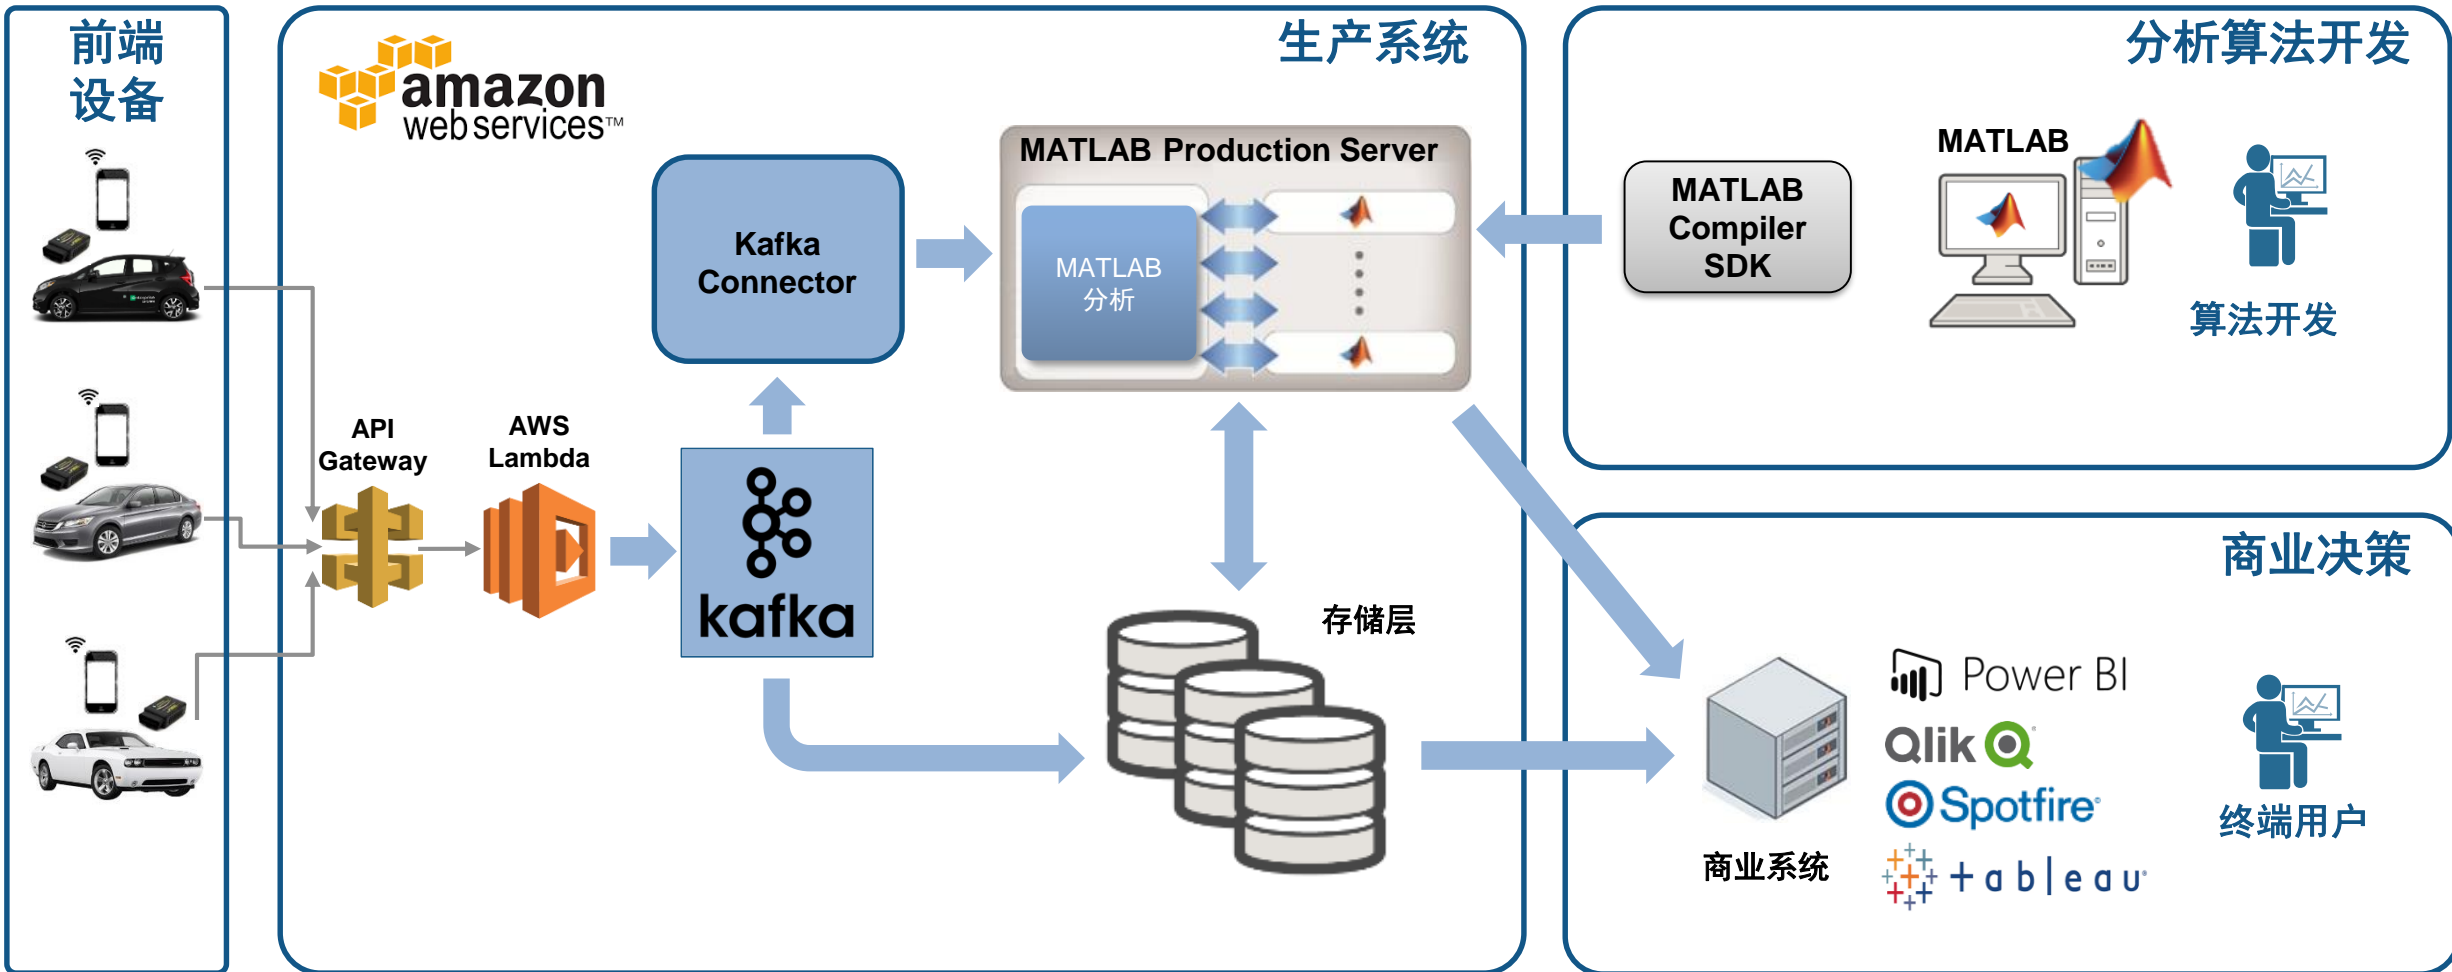 前端
设备
生产系统
amazon
web services™
MATLAB Production Server
Kafka
Connector
MATLAB
分析
API
Gateway
AWS
Lambda
kafka
存储层
分析算法开发
MATLAB
Compiler
SDK
MATLAB
算法开发
商业决策
Power BI
Qlik
Spotfire®
+ableau®
商业系统
终端用户